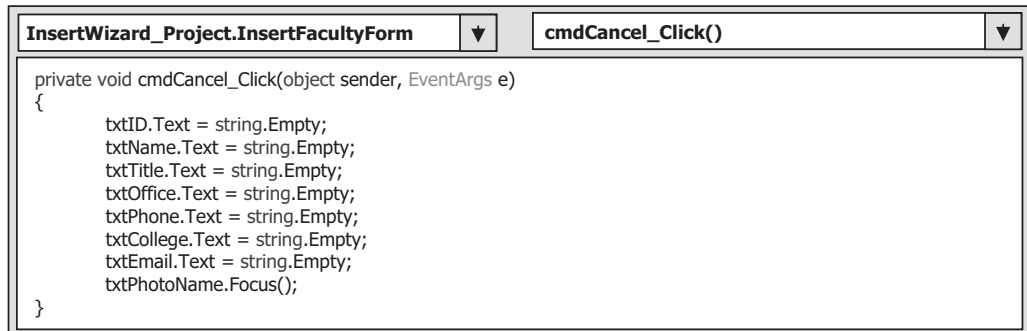 InsertWizard_Project.InsertFacultyForm
cmdCancel_Click()
private void cmdCancel_Click(object sender, EventArgs e)
{
txtID.Text = string.Empty;
txtName.Text = string.Empty;
txtTitle.Text = string.Empty;
txtOffice.Text = string.Empty;
txtPhone.Text = string.Empty;
txtCollege.Text = string.Empty;
txtEmail.Text = string.Empty;
txtPhotoName.Focus();
}